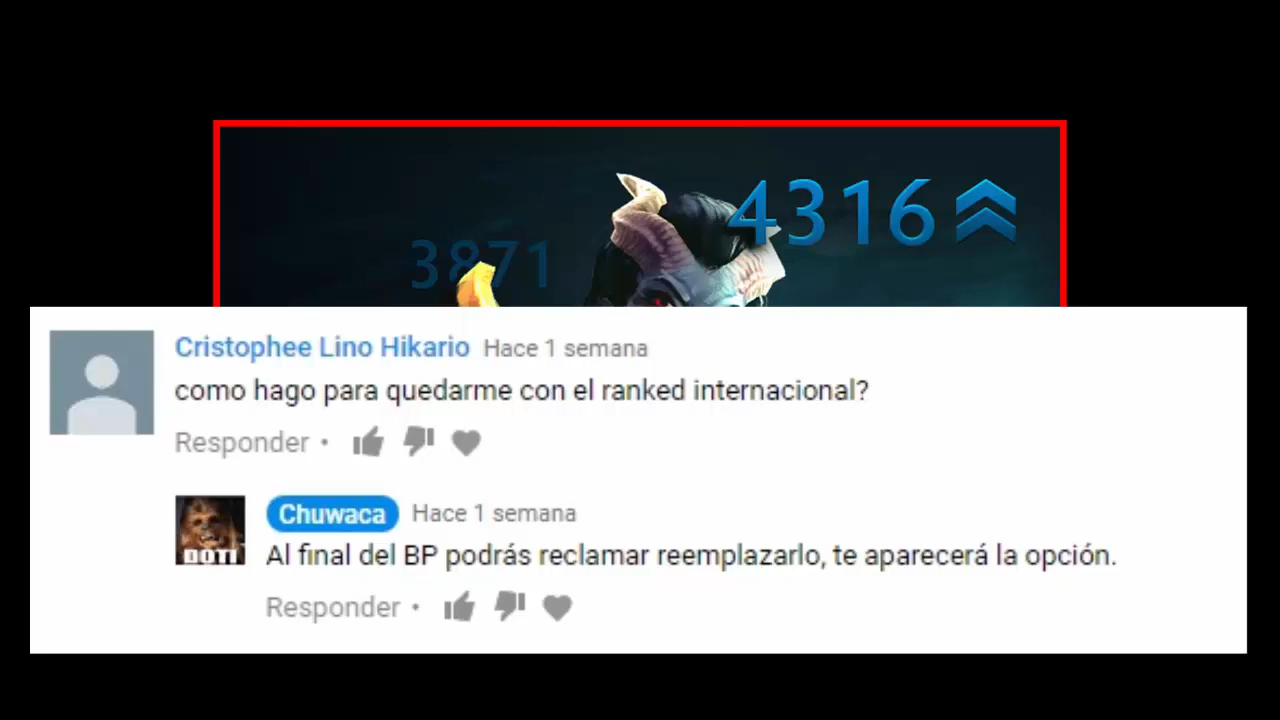 4316
3871
Cristophee Lino Hikario Hace 1 semana
como hago para quedarme con el ranked internacional?
Responder •
Chuwaca Hace 1 semana
DOTI
Al final del BP podrás reclamar reemplazarlo, te aparecerá la opción.
Responder •